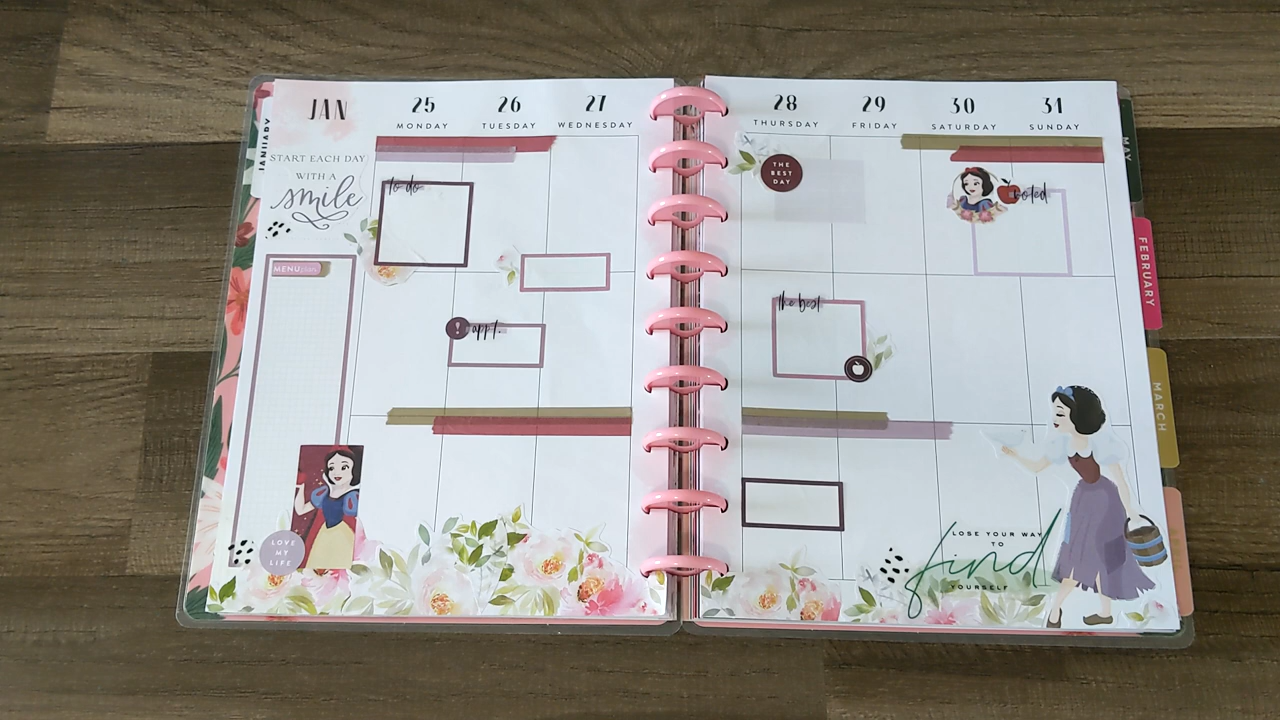 JAN
25
MONDAY
26
TUESDAY
27
WEDNESDAY
28
THURSDAY
29
FRIDAY
30
SATURDAY
31
SUNDAY
JANUARY
START EACH DAY
WITH A
smile
to do
MENU plan
! appt.
LOVE
MY
LIFE
THE
BEST
DAY
noted
the best
LOSE YOUR WAY
TO
find
YOURSELF
MAY
FEBRUARY
MARCH